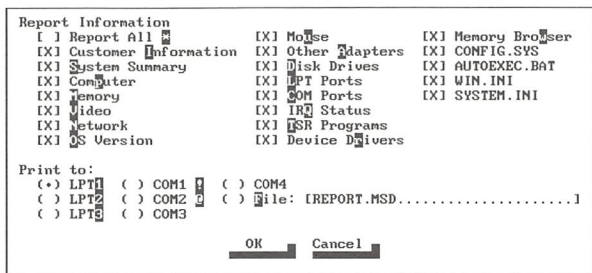 Report Information
[ ] Report All * [X] Mouse [X] Memory Browser
[X] Customer Information [X] Other Adapters [X] CONFIG.SYS
[X] System Summary [X] Disk Drives [X] AUTOEXEC.BAT
[X] Computer [X] LPT Ports [X] WIN.INI
[X] Memory [X] COM Ports [X] SYSTEM.INI
[X] Video [X] IRQ Status
[X] Network [X] TSR Programs
[X] OS Version [X] Device Drivers
Print to:
(•) LPT1 ( ) COM1 ! ( ) COM4
( ) LPT2 ( ) COM2 @ ( ) File: [REPORT.MSD......................]
( ) LPT3 ( ) COM3
OK Cancel